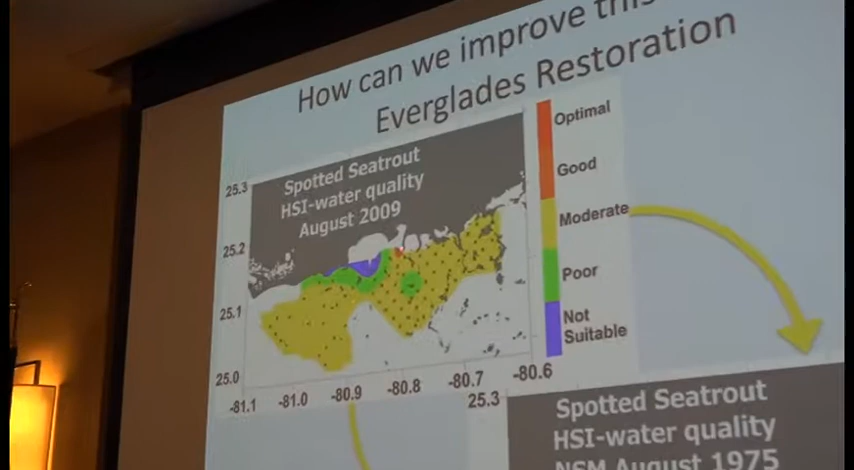 How can we improve this
Everglades Restoration
Spotted Seatrout
HSI-water quality
August 2009
Optimal
Good
Moderate
Poor
Not
Suitable
25.3
25.2
25.1
25.0
-81.1 -81.0 -80.9 -80.8 -80.7 -80.6
25.3
Spotted Seatrout
HSI-water quality
NSM August 1975